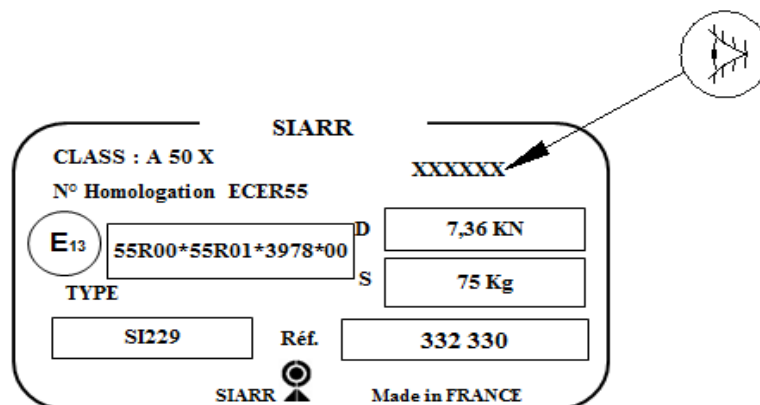 SIARR
CLASS : A 50 X
XXXXXX
N° Homologation ECER55
E13
55R00*55R01*3978*00
D
7,36 KN
S
75 Kg
TYPE
SI229
Réf.
332 330
SIARR
Made in FRANCE